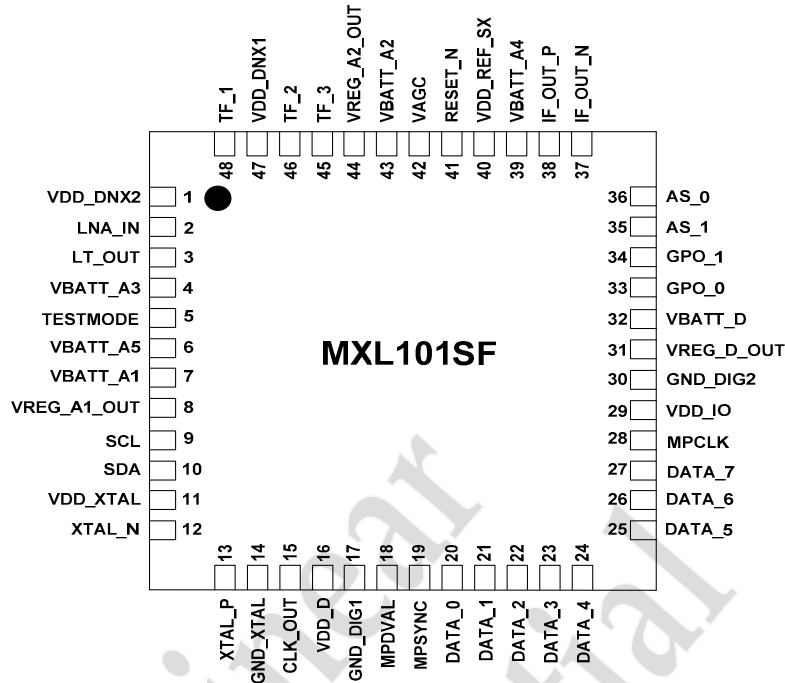 TF_1
VDD_DNX1
TF_2
TF_3
VREG_A2_OUT
VBATT_A2
VAGC
RESET_N
VDD_REF_SX
VBATT_A4
IF_OUT_P
IF_OUT_N
48
47
46
45
44
43
42
41
40
39
38
37
VDD_DNX2 1
LNA_IN 2
LT_OUT 3
VBATT_A3 4
TESTMODE 5
VBATT_A5 6
VBATT_A1 7
VREG_A1_OUT 8
SCL 9
SDA 10
VDD_XTAL 11
XTAL_N 12
MXL101SF
36 AS_0
35 AS_1
34 GPO_1
33 GPO_0
32 VBATT_D
31 VREG_D_OUT
30 GND_DIG2
29 VDD_IO
28 MPCLK
27 DATA_7
26 DATA_6
25 DATA_5
13
14
15
16
17
18
19
20
21
22
23
24
XTAL_P
GND_XTAL
CLK_OUT
VDD_D
GND_DIG1
MPDVAL
MPSYNC
DATA_0
DATA_1
DATA_2
DATA_3
DATA_4